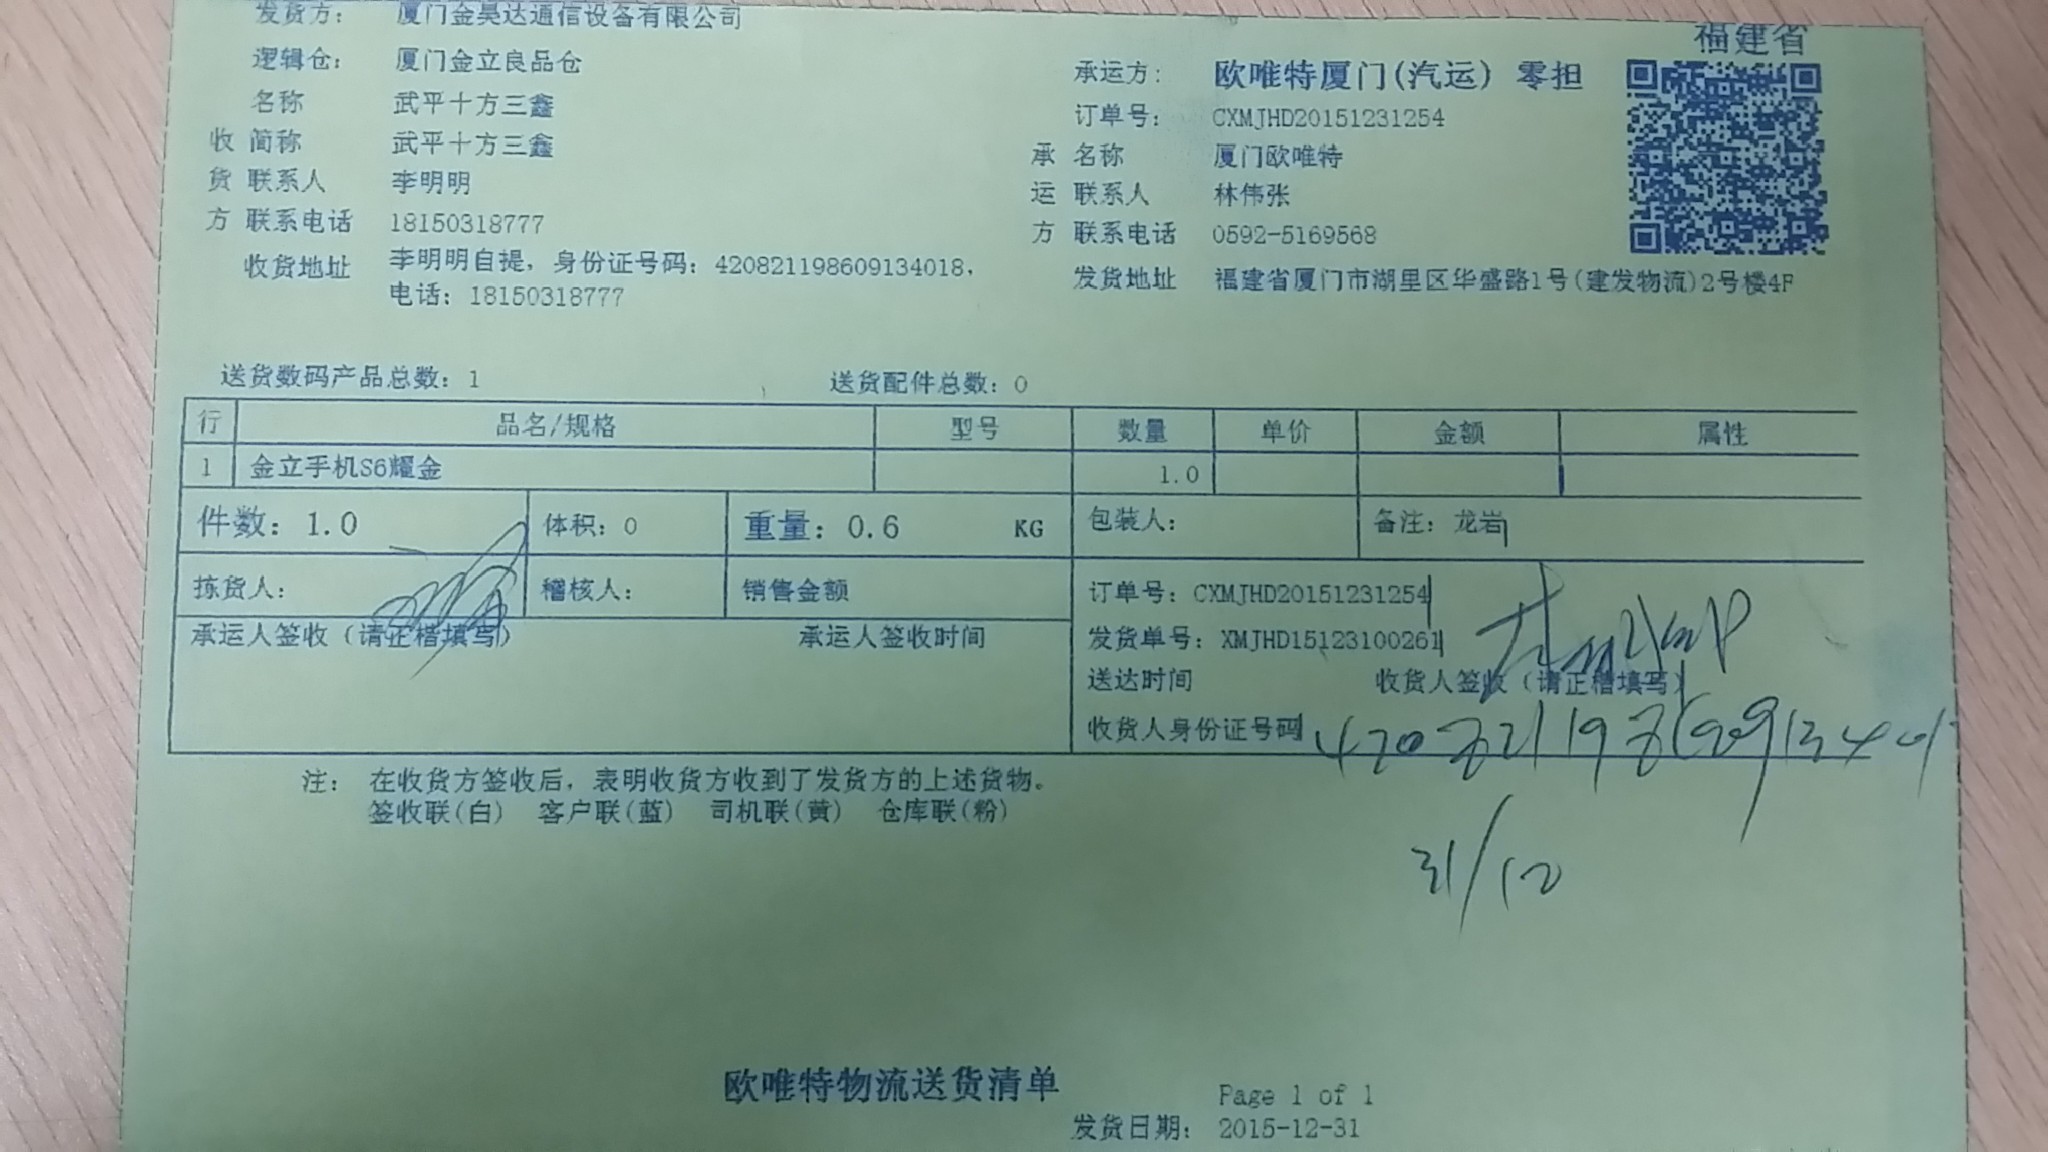 发货方： 厦门金昊达通信设备有限公司
福建省
逻辑仓： 厦门金立良品仓
承运方： 欧唯特厦门(汽运) 零担
名称 武平十方三鑫
订单号： CXMJHD20151231254
收 简称 武平十方三鑫
承 名称 厦门欧唯特
货 联系人 李明明
运 联系人 林伟张
方 联系电话 18150318777
方 联系电话 0592-5169568
收货地址 李明明自提，身份证号码：420821198609134018，
电话：18150318777
发货地址 福建省厦门市湖里区华盛路1号(建发物流)2号楼4F
送货数码产品总数：1 送货配件总数：0
行 品名/规格 型号 数量 单价 金额 属性
1 金立手机S6耀金 1.0
件数：1.0 体积：0 重量：0.6 KG 包装人： 备注：龙岩
拣货人： 稽核人： 销售金额 订单号：CXMJHD20151231254
承运人签收（请正楷填写） 承运人签收时间 发货单号：XMJHD15123100261
送达时间 收货人签收（请正楷填写）
收货人身份证号码
注： 在收货方签收后，表明收货方收到了发货方的上述货物。
签收联(白) 客户联(蓝) 司机联(黄) 仓库联(粉)
31/12
欧唯特物流送货清单
Page 1 of 1
发货日期： 2015-12-31